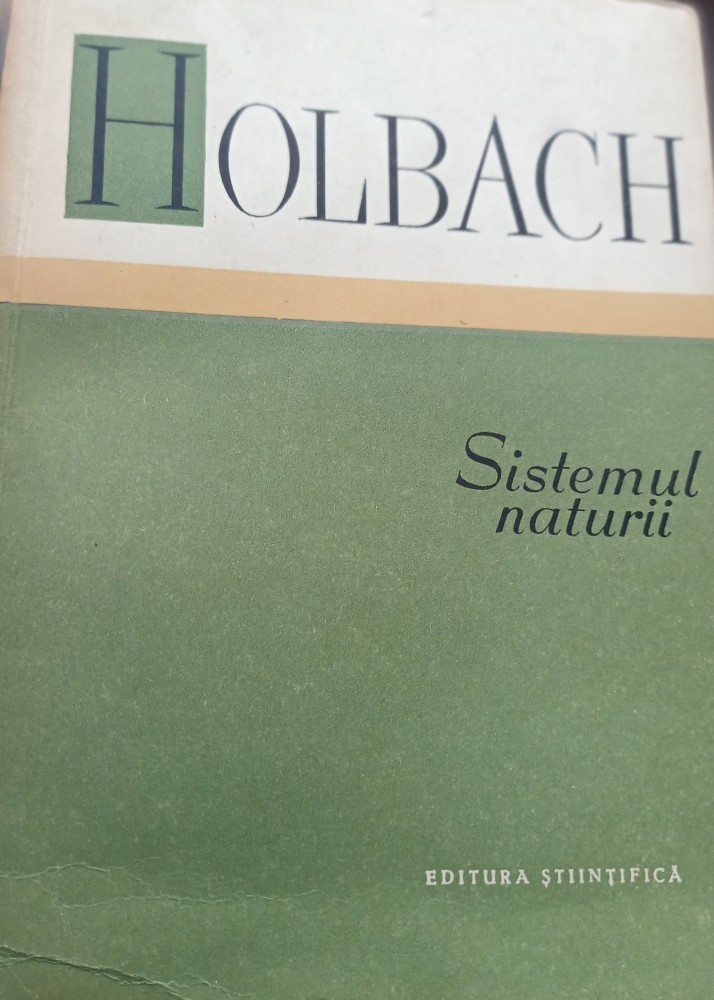 HOLBACH
Sistemul
naturii
EDITURA ȘTIINȚIFICĂ